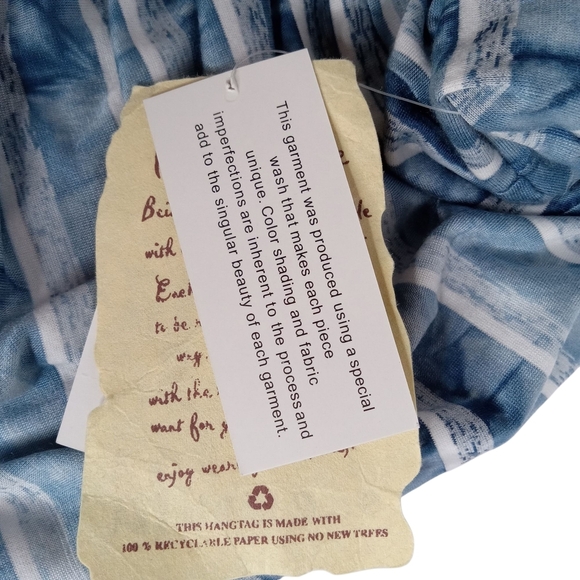 This garment was produced using a special
wash that makes each piece
unique. Color shading and fabric
imperfections are inherent to the process and
add to the singular beauty of each garment.
with
to be
with the
want for
enjoy
THIS HANGTAG IS MADE WITH
100 % RECYCLABLE PAPER USING NO NEW TREES